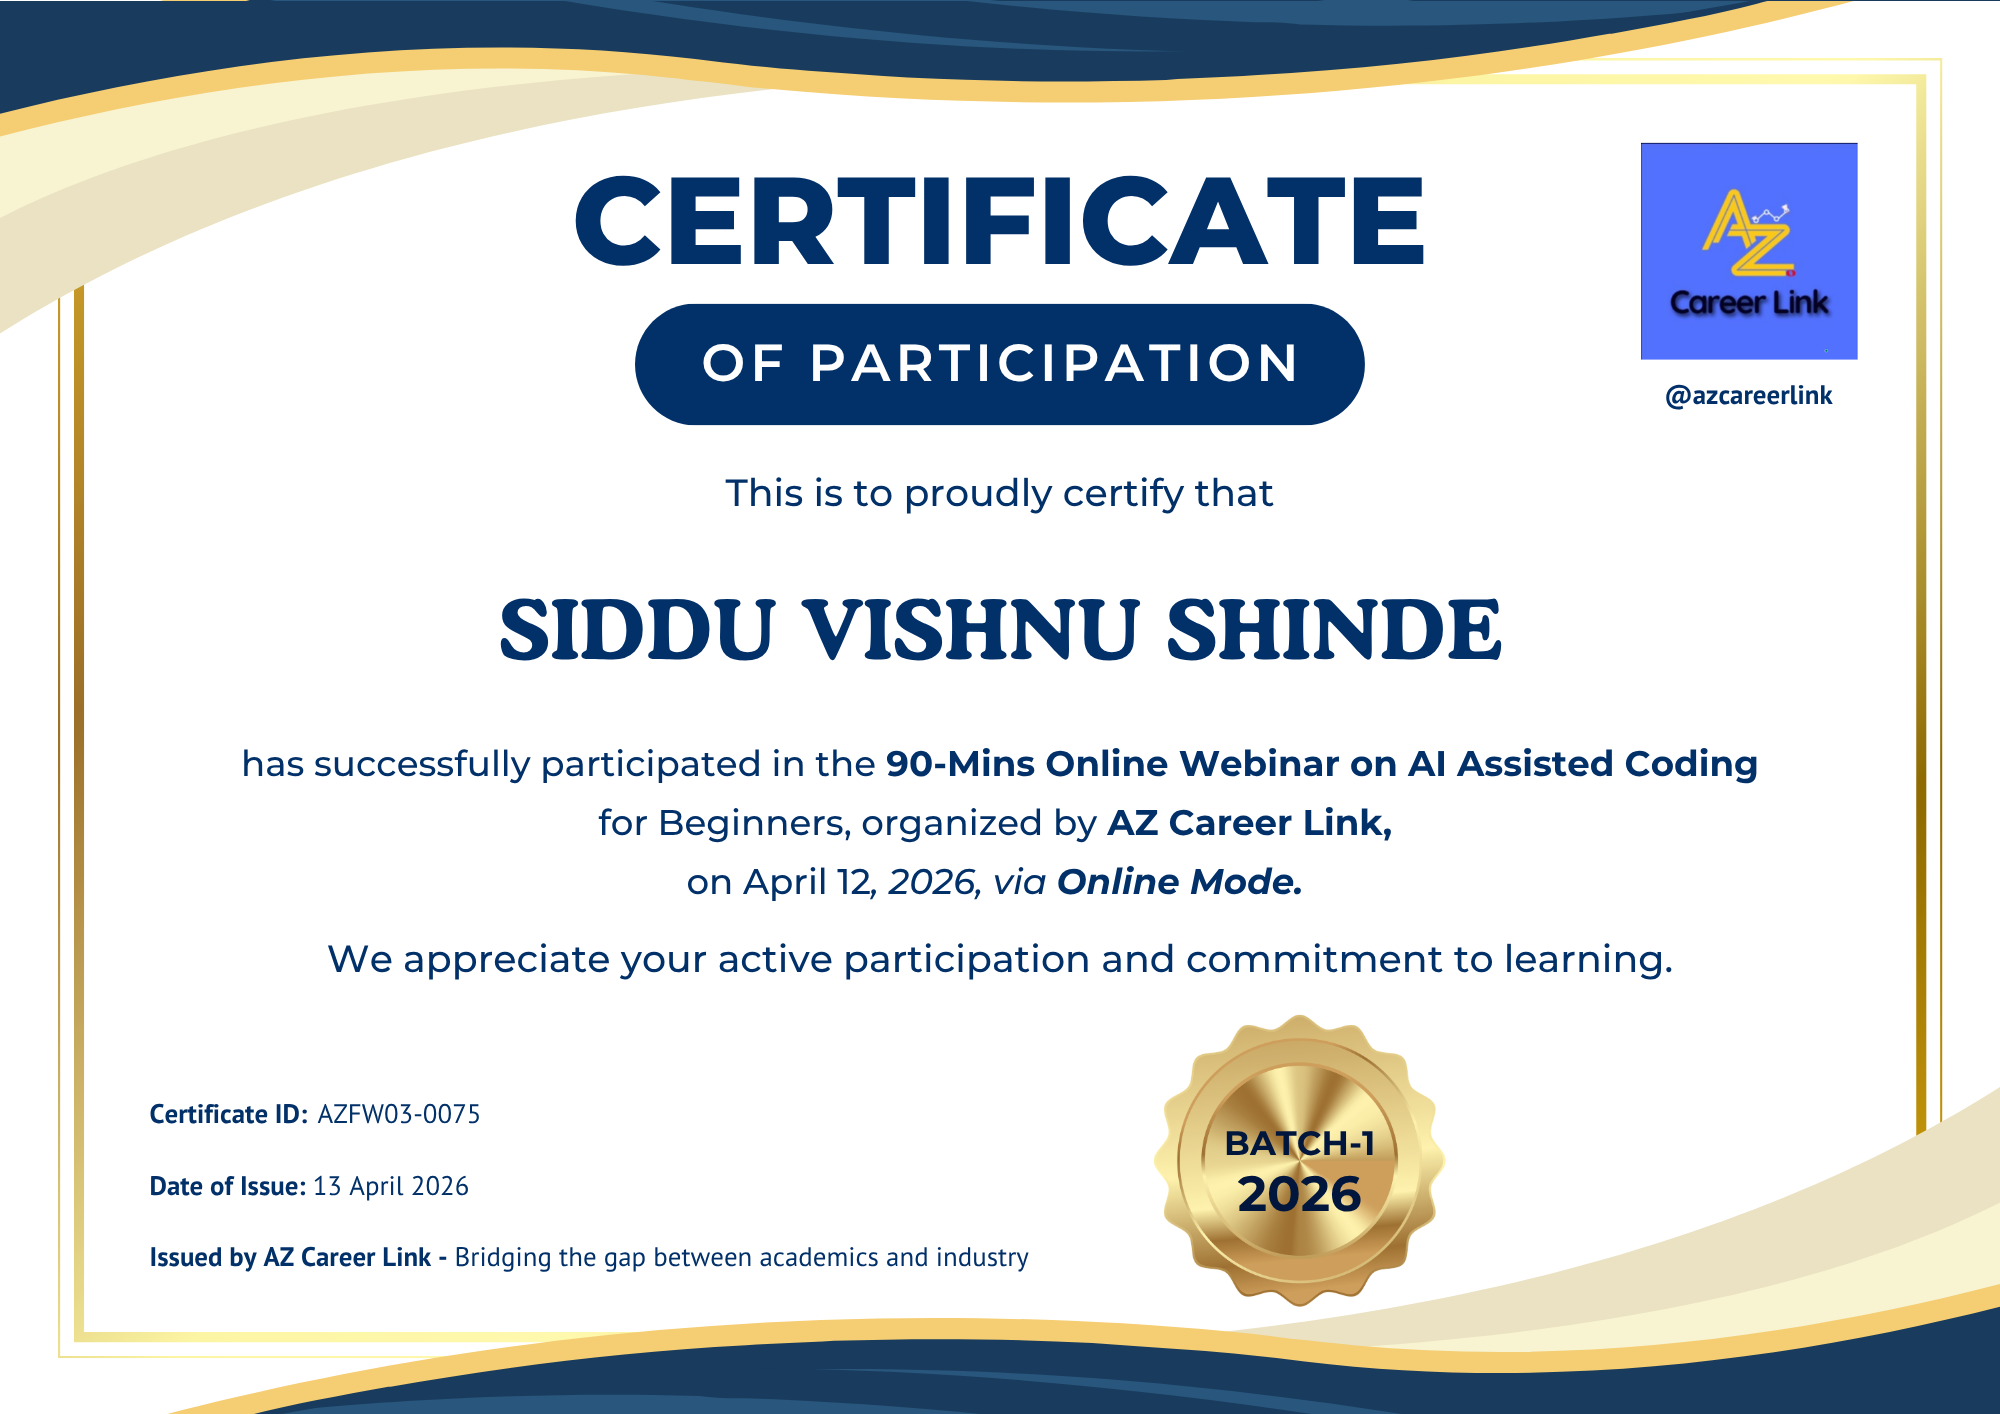 CERTIFICATE
OF PARTICIPATION
AZ
Career Link
@azcareerlink
This is to proudly certify that
SIDDU VISHNU SHINDE
has successfully participated in the 90-Mins Online Webinar on AI Assisted Coding
for Beginners, organized by AZ Career Link,
on April 12, 2026, via Online Mode.
We appreciate your active participation and commitment to learning.
Certificate ID: AZFW03-0075
Date of Issue: 13 April 2026
Issued by AZ Career Link - Bridging the gap between academics and industry
BATCH-1
2026